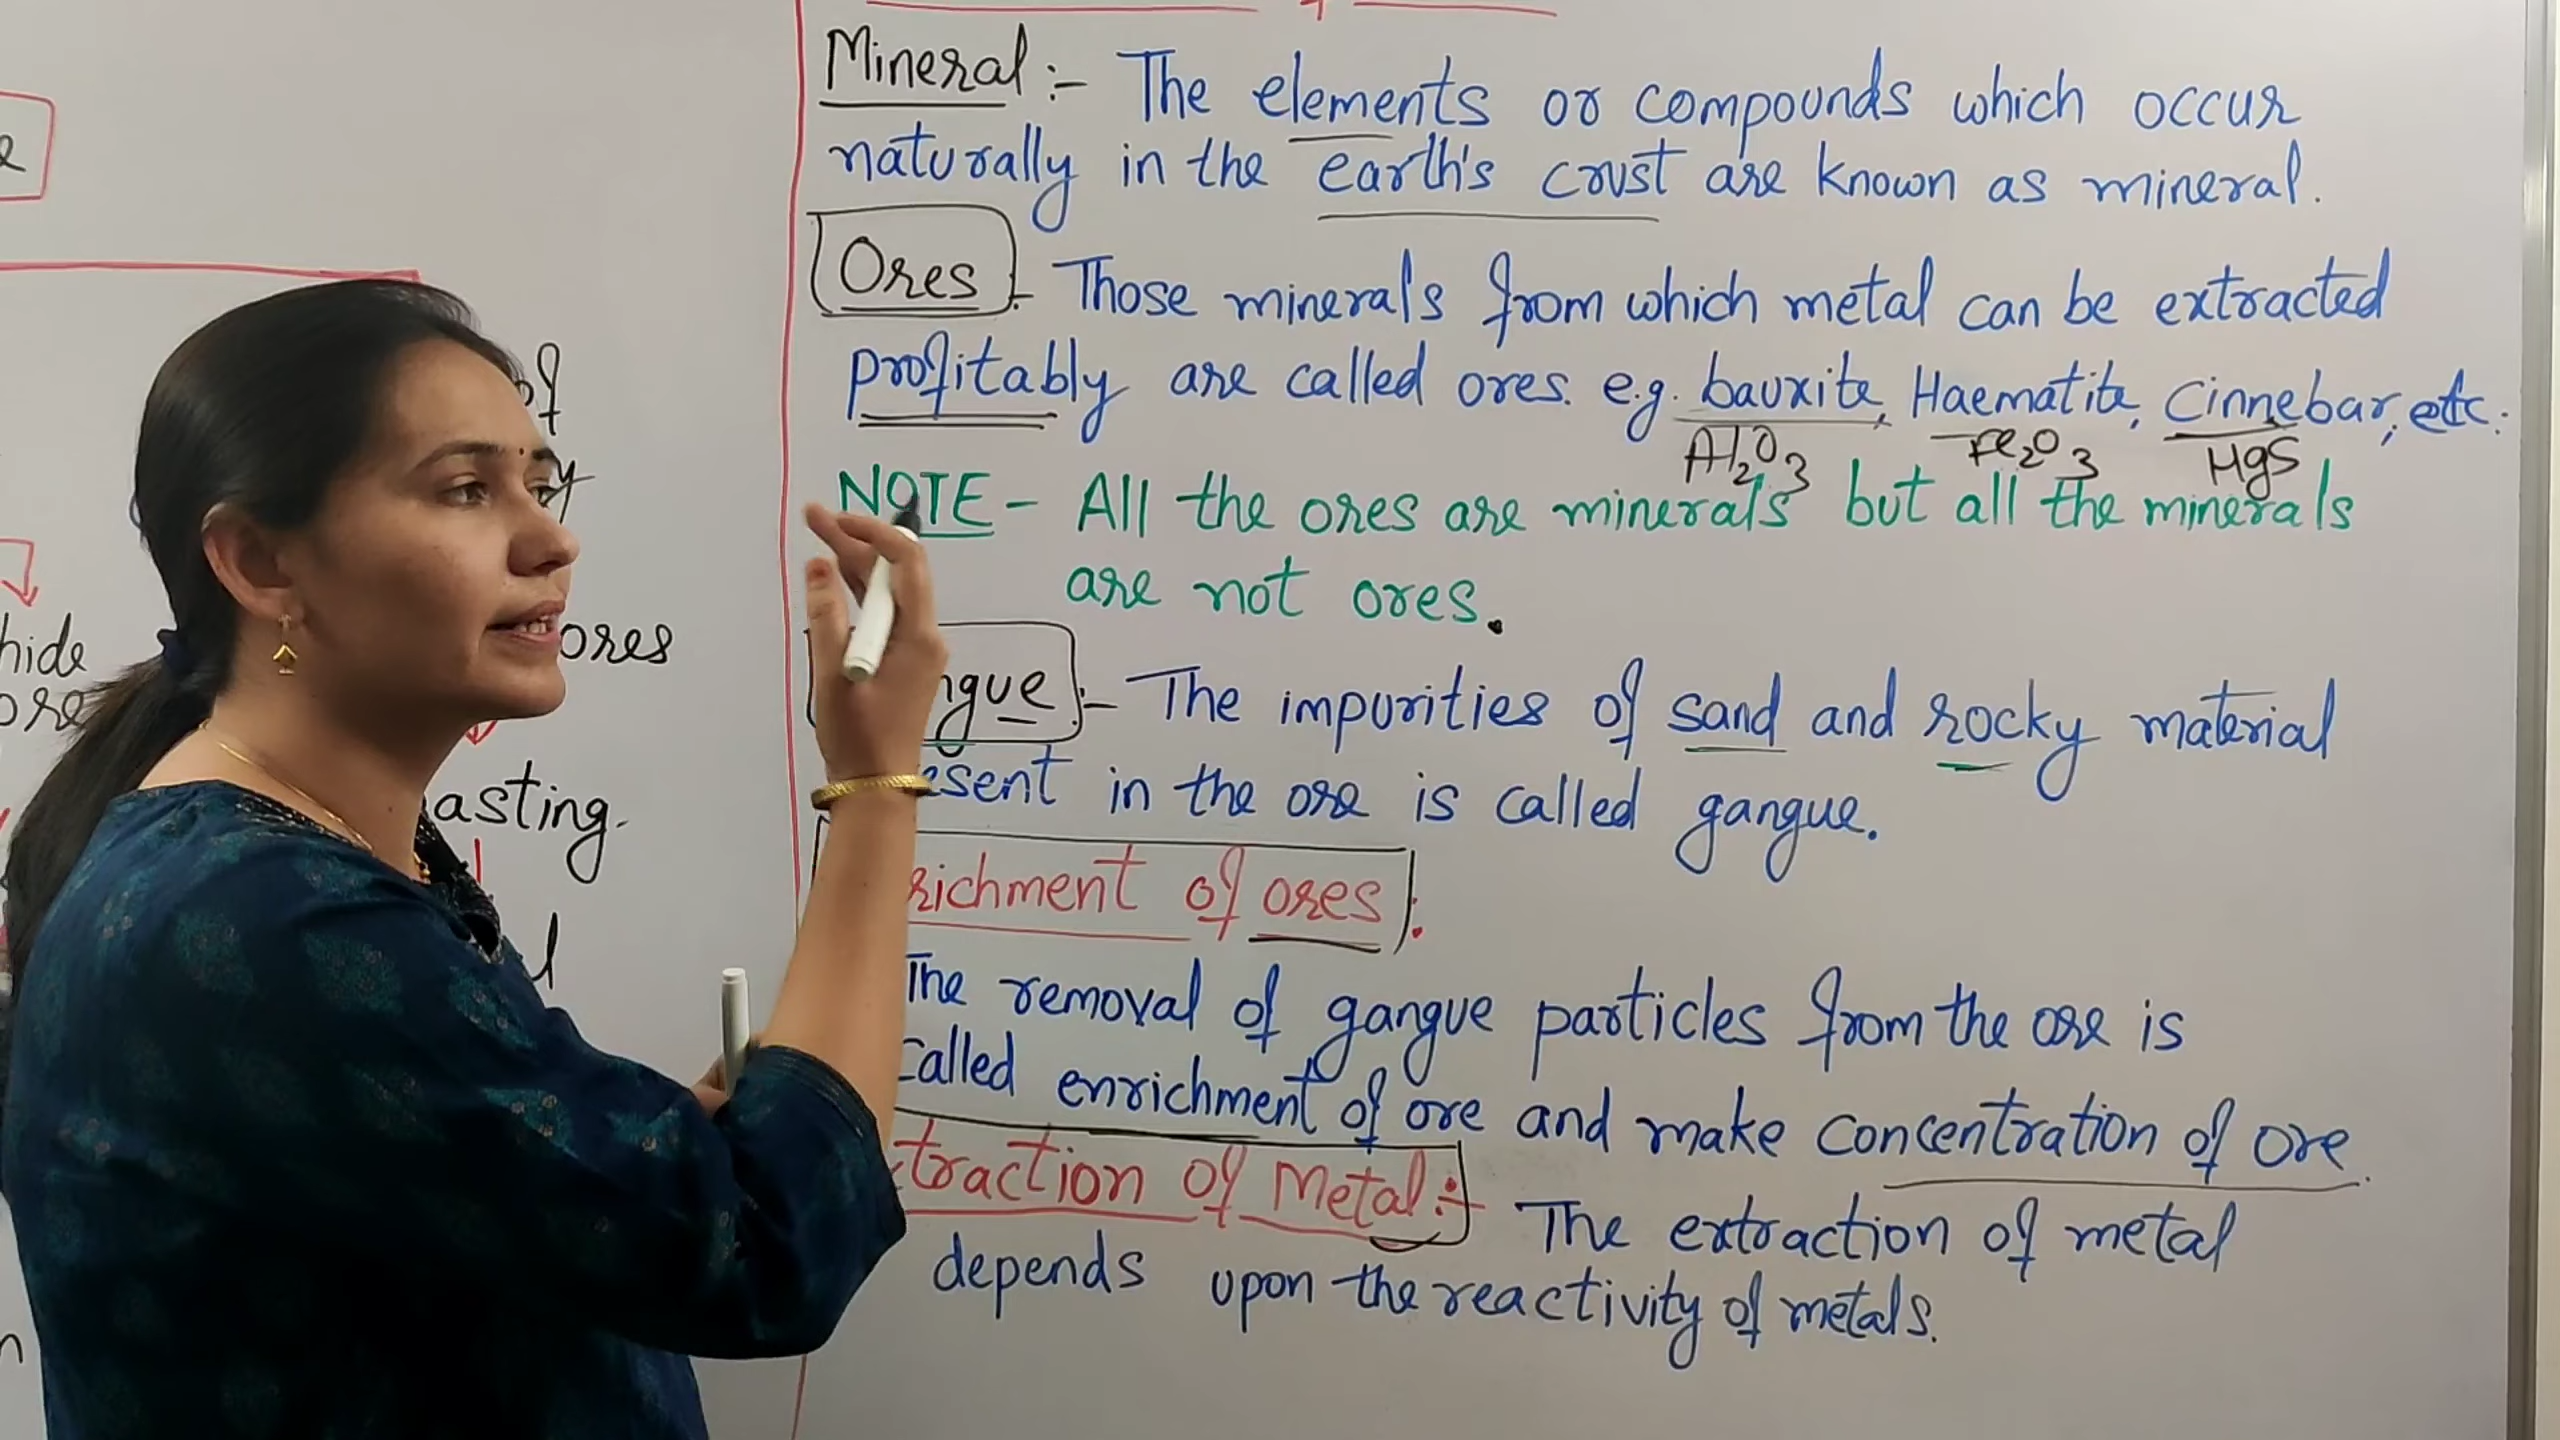 Mineral :- The elements or compounds which occur
naturally in the earth's crust are known as mineral.
Ores :- Those mineral's from which metal can be extracted
profitably are called ores. e.g. bauxite, Haematite, Cinnebar, etc.
Al2O3 Fe2O3 HgS
NOTE - All the ores are minerals but all the minerals
are not ores.
ngue :- The impurities of sand and rocky material
esent in the ore is called gangue.
richment of ores :
The removal of gangue particles from the ore is
called enrichment of ore and make concentration of ore.
traction of Metal :- The extraction of metal
depends upon the reactivity of metals.
of
y
ores
hide
ore
asting.